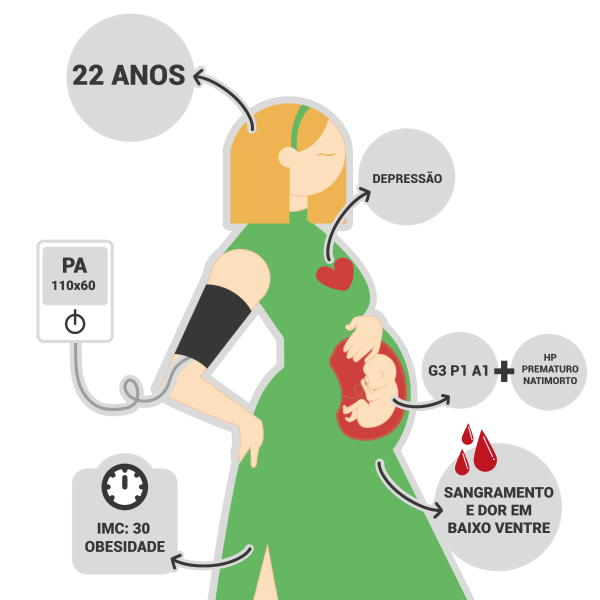 22 ANOS
DEPRESSÃO
PA
110x60
G3 P1 A1
HP
PREMATURO
NATIMORTO
SANGRAMENTO
E DOR EM
BAIXO VENTRE
IMC: 30
OBESIDADE